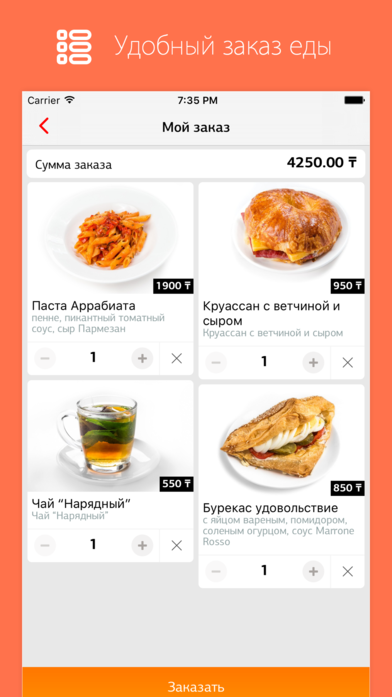 Удобный заказ еды
Carrier 7:35 PM
Мой заказ
Сумма заказа 4250.00 ₸
1900 ₸
Паста Аррабиата
пенне, пикантный томатный
соус, сыр Пармезан
1
950 ₸
Круассан с ветчиной и
сыром
Круассан с ветчиной и сыром
1
550 ₸
Чай “Нарядный”
Чай "Нарядный"
1
850 ₸
Бурекас удовольствие
с яйцом вареным, помидором,
соленым огурцом, соус Marrone
Rosso
1
Заказать